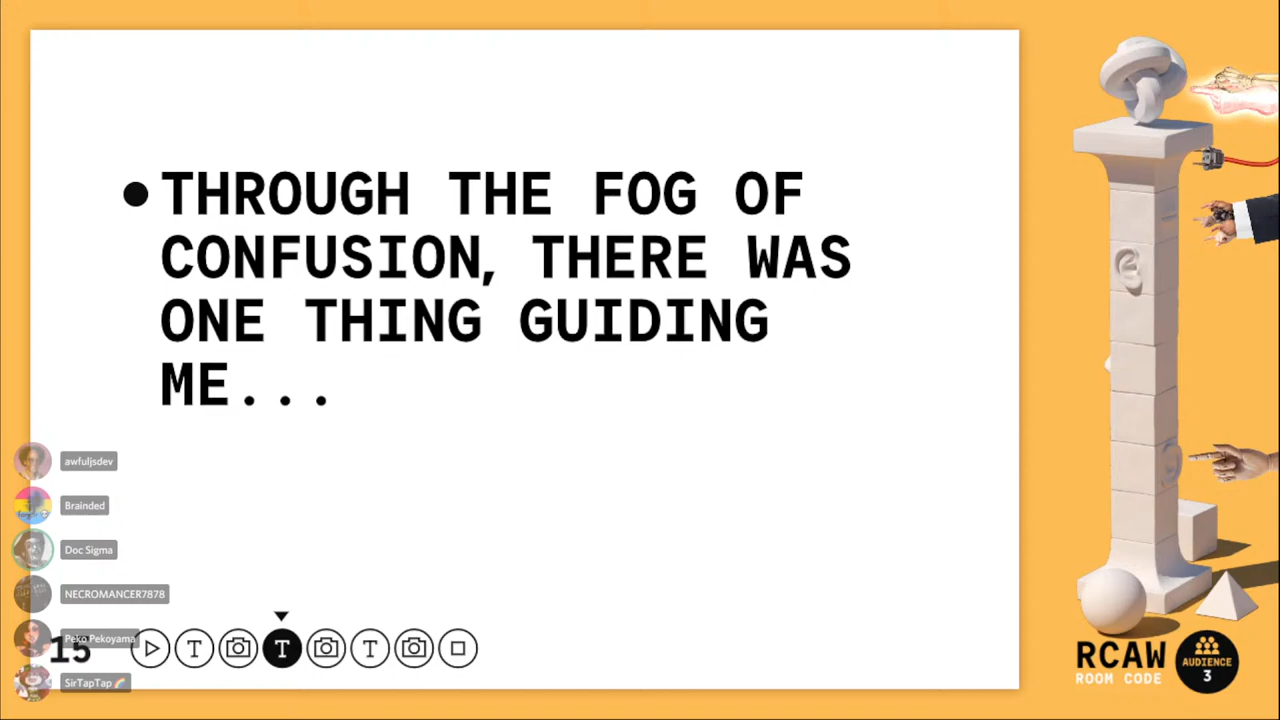 THROUGH THE FOG OF
CONFUSION, THERE WAS
ONE THING GUIDING
ME...
awfuljsdev
Brainded
Doc Sigma
NECROMANCER7878
Peko Pekoyama
SirTapTap
15
T
T
T
RCAW
ROOM CODE
AUDIENCE
3